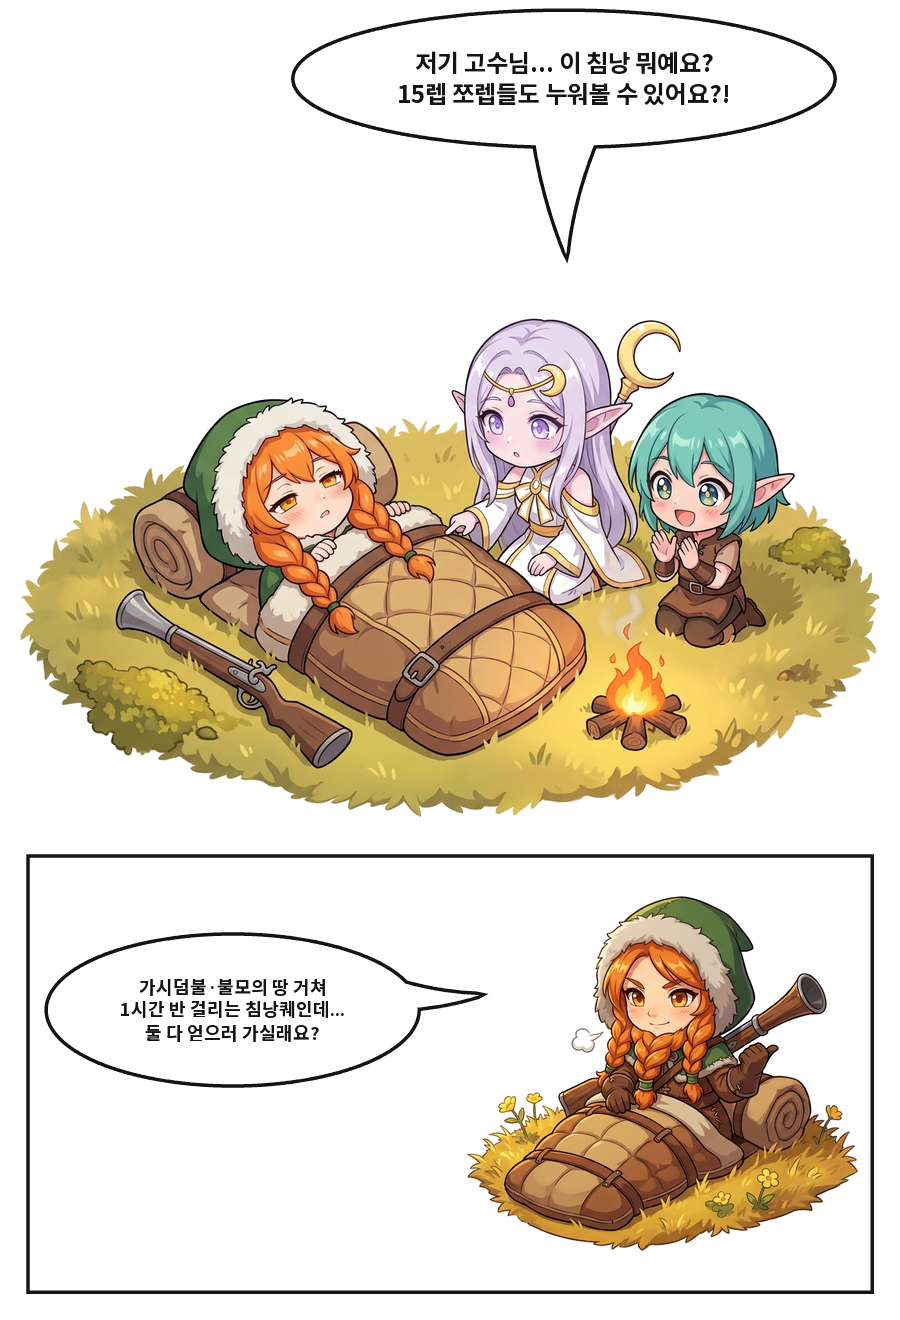 저기 고수님... 이 침낭 뭐예요?
15렙 쪼렙들도 누워볼 수 있어요?!
가시덤불·불모의 땅 거쳐
1시간 반 걸리는 침낭퀘인데...
둘 다 얻으러 가실래요?